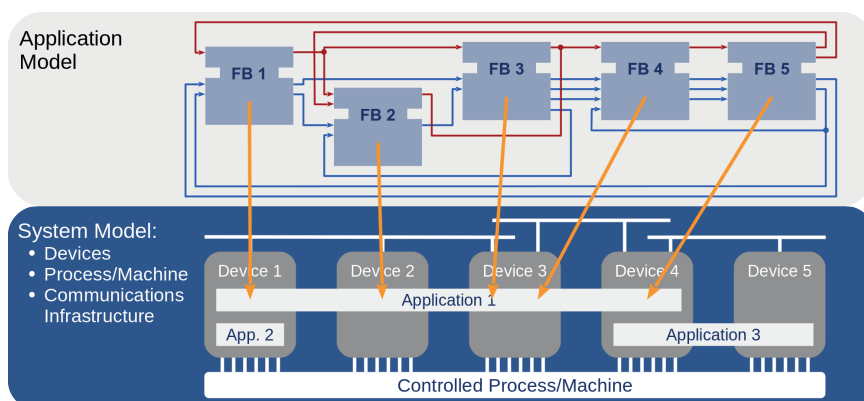 Application
Model
FB 1
FB 2
FB 3
FB 4
FB 5
System Model:
• Devices
• Process/Machine
• Communications
Infrastructure
Device 1
Device 2
Device 3
Device 4
Device 5
Application 1
App. 2
Application 3
Controlled Process/Machine